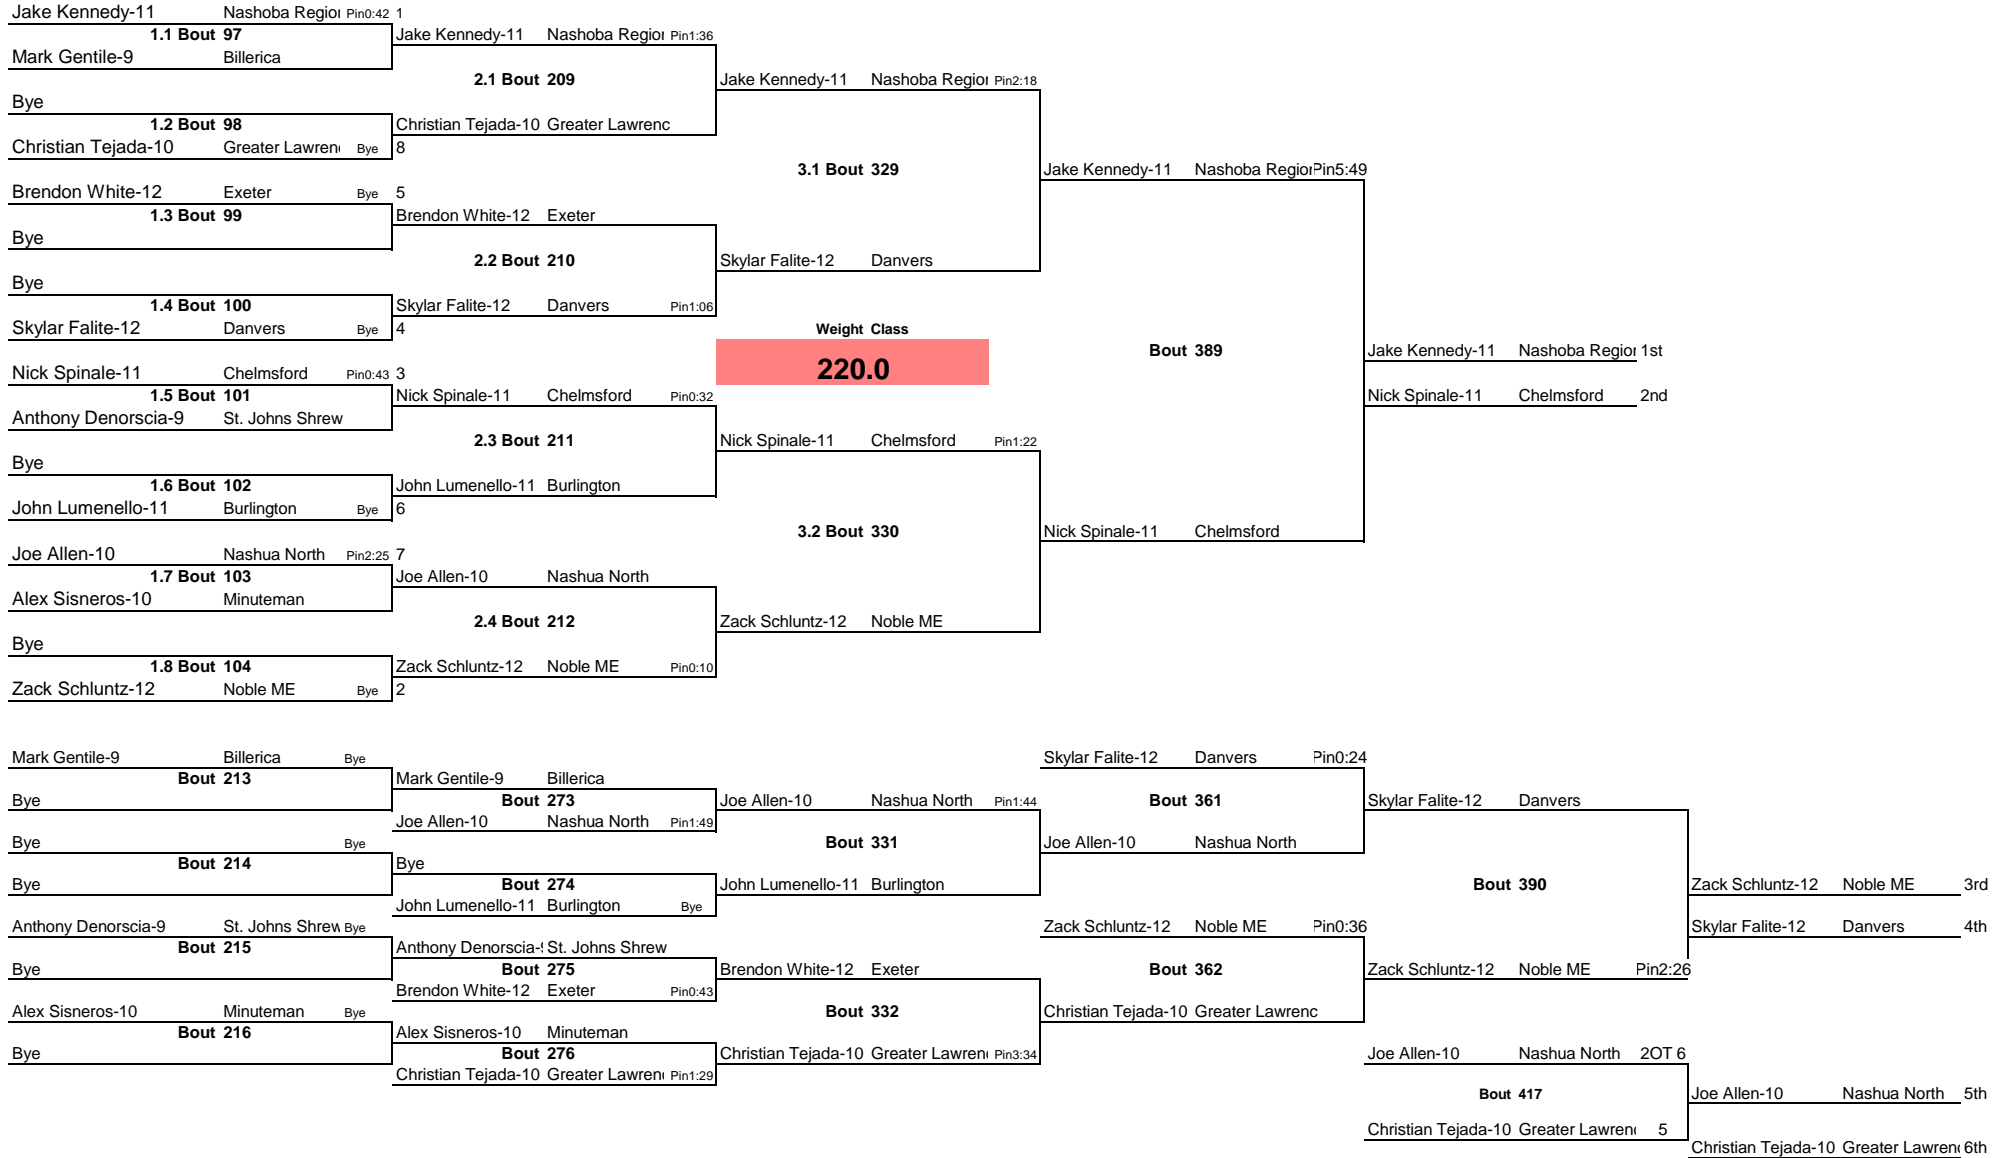 Jake Kennedy-11 Nashoba Region Pin0:42 1
1.1 Bout 97
Mark Gentile-9 Billerica
Bye
1.2 Bout 98
Christian Tejada-10 Greater Lawrenc Bye 8
Brendon White-12 Exeter Bye 5
1.3 Bout 99
Bye
Bye
1.4 Bout 100
Skylar Falite-12 Danvers Bye 4
Nick Spinale-11 Chelmsford Pin0:43 3
1.5 Bout 101
Anthony Denorscia-9 St. Johns Shrew
Bye
1.6 Bout 102
John Lumenello-11 Burlington Bye 6
Joe Allen-10 Nashua North Pin2:25 7
1.7 Bout 103
Alex Sisneros-10 Minuteman
Bye
1.8 Bout 104
Zack Schluntz-12 Noble ME Bye 2
Jake Kennedy-11 Nashoba Region Pin1:36
2.1 Bout 209
Christian Tejada-10 Greater Lawrenc
Brendon White-12 Exeter
2.2 Bout 210
Skylar Falite-12 Danvers Pin1:06
Nick Spinale-11 Chelmsford Pin0:32
2.3 Bout 211
John Lumenello-11 Burlington
Joe Allen-10 Nashua North
2.4 Bout 212
Zack Schluntz-12 Noble ME Pin0:10
Jake Kennedy-11 Nashoba Region Pin2:18
3.1 Bout 329
Skylar Falite-12 Danvers
Weight Class
220.0
Nick Spinale-11 Chelmsford Pin1:22
3.2 Bout 330
Zack Schluntz-12 Noble ME
Jake Kennedy-11 Nashoba Region Pin5:49
Bout 389
Nick Spinale-11 Chelmsford
Jake Kennedy-11 Nashoba Region 1st
Nick Spinale-11 Chelmsford 2nd
Mark Gentile-9 Billerica Bye
Bout 213
Bye
Bye Bye
Bout 214
Bye
Anthony Denorscia-9 St. Johns Shrew Bye
Bout 215
Bye
Alex Sisneros-10 Minuteman Bye
Bout 216
Bye
Mark Gentile-9 Billerica
Bout 273
Joe Allen-10 Nashua North Pin1:49
Bye
Bout 274
John Lumenello-11 Burlington Bye
Anthony Denorscia-9 St. Johns Shrew
Bout 275
Brendon White-12 Exeter Pin0:43
Alex Sisneros-10 Minuteman
Bout 276
Christian Tejada-10 Greater Lawrenc Pin1:29
Joe Allen-10 Nashua North Pin1:44
Bout 331
John Lumenello-11 Burlington
Brendon White-12 Exeter
Bout 332
Christian Tejada-10 Greater Lawrenc Pin3:34
Skylar Falite-12 Danvers Pin0:24
Bout 361
Joe Allen-10 Nashua North
Zack Schluntz-12 Noble ME Pin0:36
Bout 362
Christian Tejada-10 Greater Lawrenc
Skylar Falite-12 Danvers
Bout 390
Zack Schluntz-12 Noble ME Pin2:26
Zack Schluntz-12 Noble ME 3rd
Skylar Falite-12 Danvers 4th
Joe Allen-10 Nashua North 2OT 6
Bout 417
Christian Tejada-10 Greater Lawrenc 5
Joe Allen-10 Nashua North 5th
Christian Tejada-10 Greater Lawrenc 6th